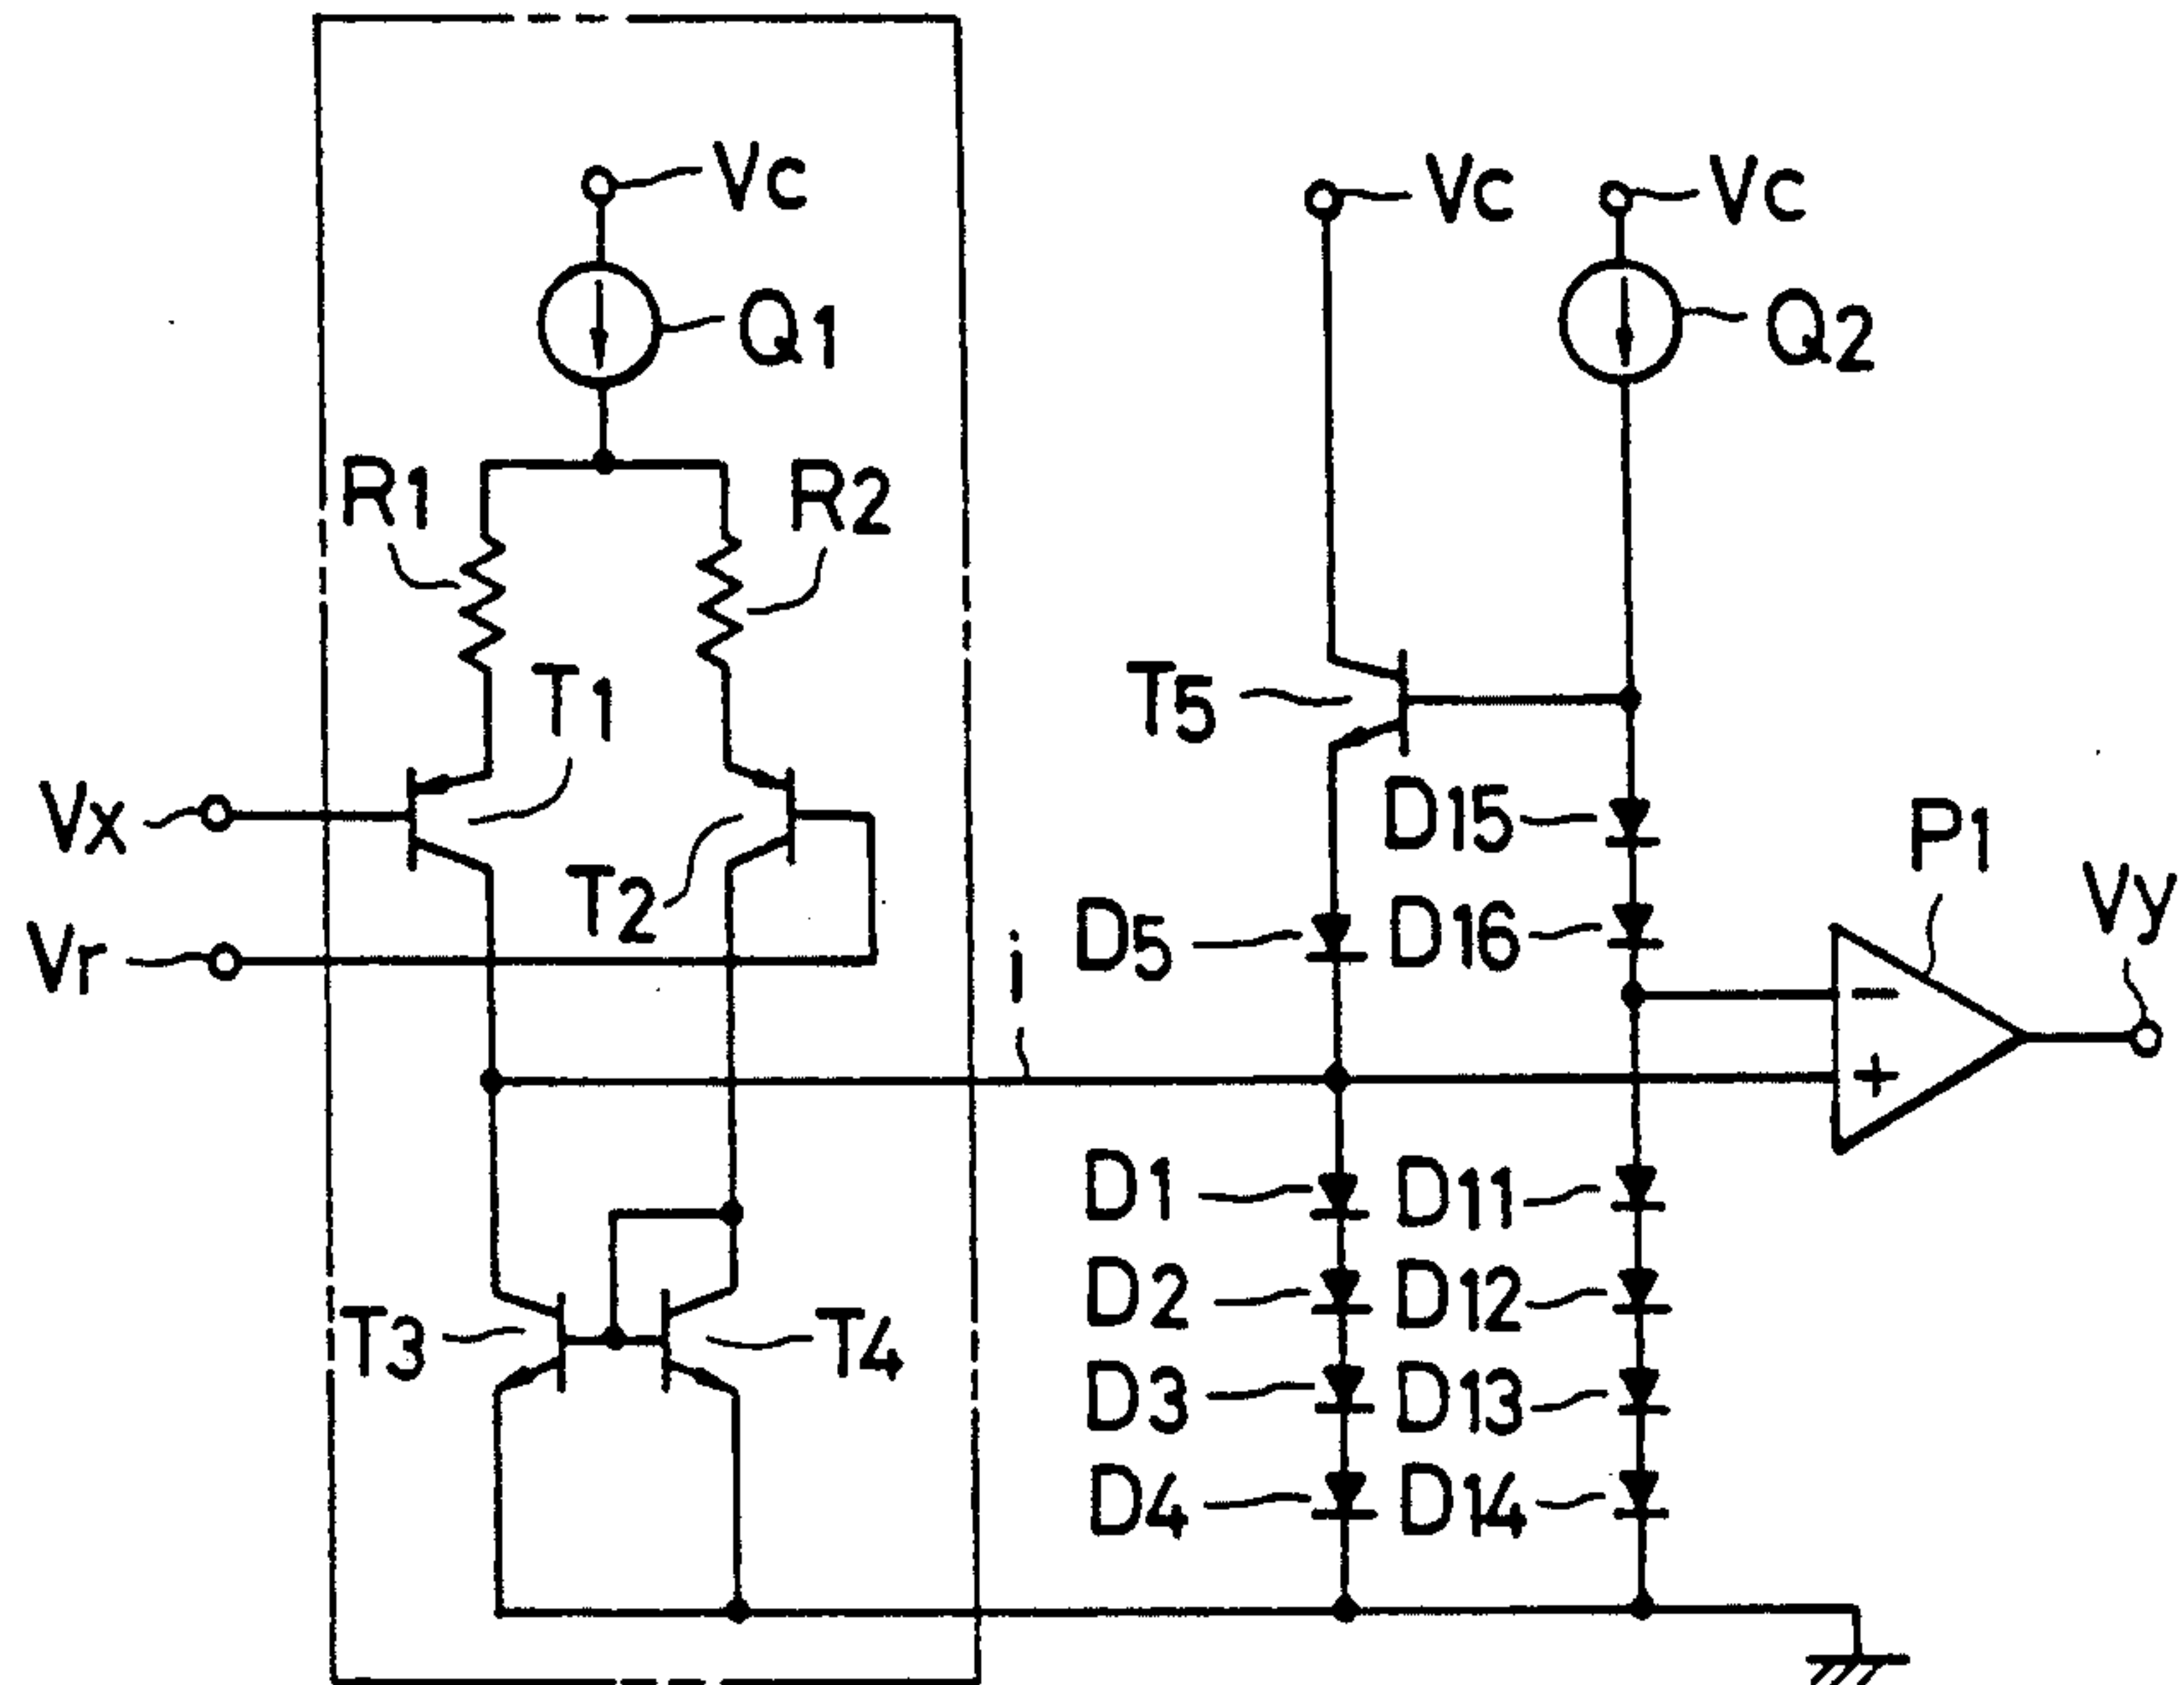 Vc
Vc
Vc
Q1
Q2
R1
R2
T1
T5
Vx
D15
P1
T2
Vy
Vr
D5
D16
i
−
+
D1
D11
D2
D12
T3
T4
D3
D13
D4
D14